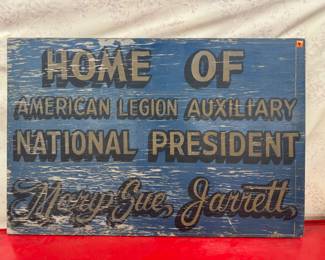 HOME OF
AMERICAN LEGION AUXILIARY
NATIONAL PRESIDENT
Mary Sue Jarrett